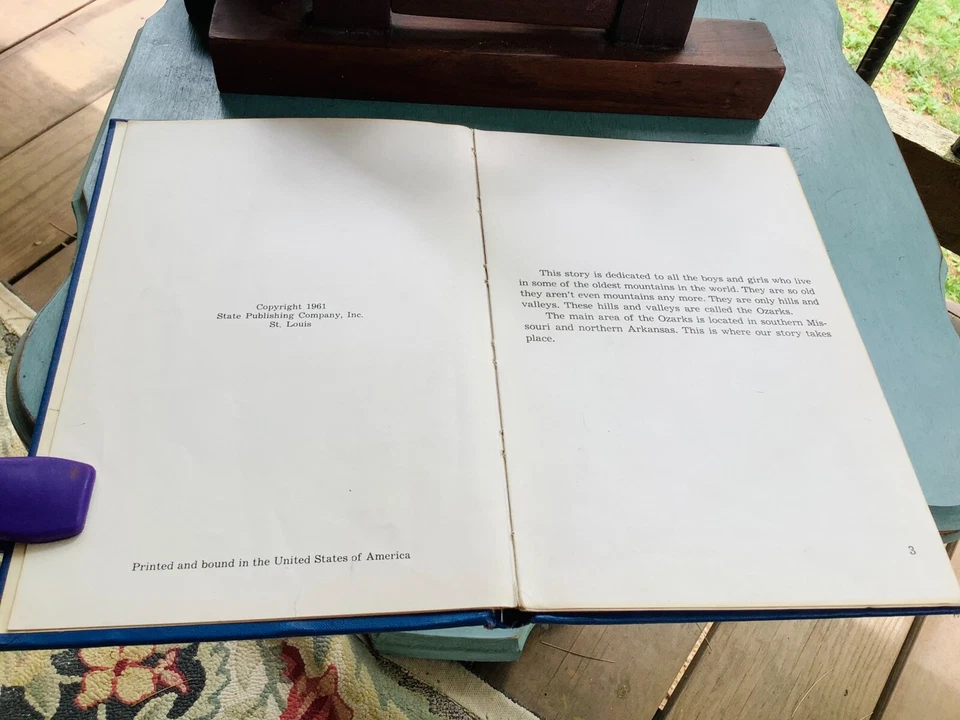 Copyright 1961
State Publishing Company, Inc.
St. Louis
Printed and bound in the United States of America
This story is dedicated to all the boys and girls who live
in some of the oldest mountains in the world. They are so old
they aren't even mountains any more. They are only hills and
valleys. These hills and valleys are called the Ozarks.
The main area of the Ozarks is located in southern Mis-
souri and northern Arkansas. This is where our story takes
place.
3